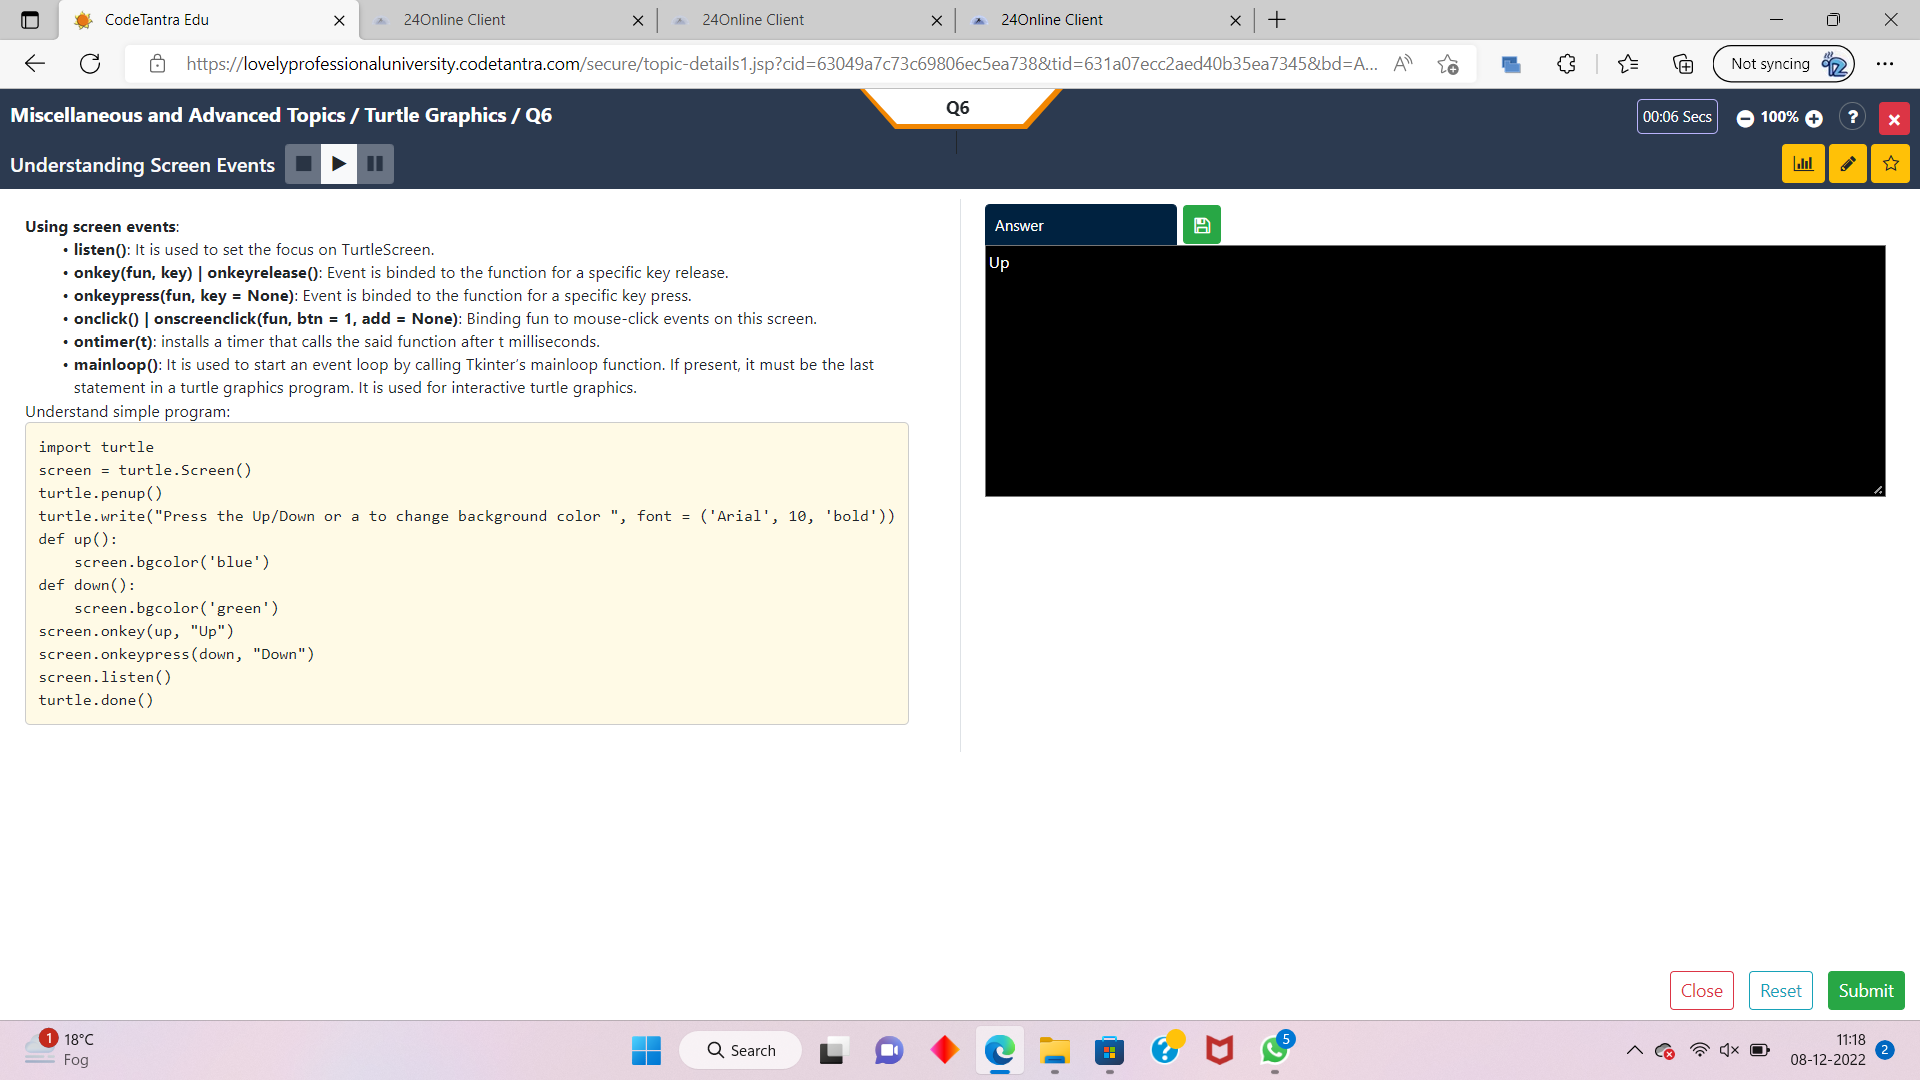 CodeTantra Edu
24Online Client
24Online Client
24Online Client
https://lovelyprofessionaluniversity.codetantra.com/secure/topic-details1.jsp?cid=63049a7c73c69806ec5ea738&tid=631a07ecc2aed40b35ea7345&bd=A...
Not syncing
Miscellaneous and Advanced Topics / Turtle Graphics / Q6
Q6
00:06 Secs
100%
?
Understanding Screen Events
Using screen events:
• listen(): It is used to set the focus on TurtleScreen.
• onkey(fun, key) | onkeyrelease(): Event is binded to the function for a specific key release.
• onkeypress(fun, key = None): Event is binded to the function for a specific key press.
• onclick() | onscreenclick(fun, btn = 1, add = None): Binding fun to mouse-click events on this screen.
• ontimer(t): installs a timer that calls the said function after t milliseconds.
• mainloop(): It is used to start an event loop by calling Tkinter's mainloop function. If present, it must be the last
statement in a turtle graphics program. It is used for interactive turtle graphics.
Understand simple program:
import turtle
screen = turtle.Screen()
turtle.penup()
turtle.write("Press the Up/Down or a to change background color ", font = ('Arial', 10, 'bold'))
def up():
    screen.bgcolor('blue')
def down():
    screen.bgcolor('green')
screen.onkey(up, "Up")
screen.onkeypress(down, "Down")
screen.listen()
turtle.done()
Answer
Up
Close
Reset
Submit
1
18°C
Fog
Search
5
11:18
08-12-2022
2